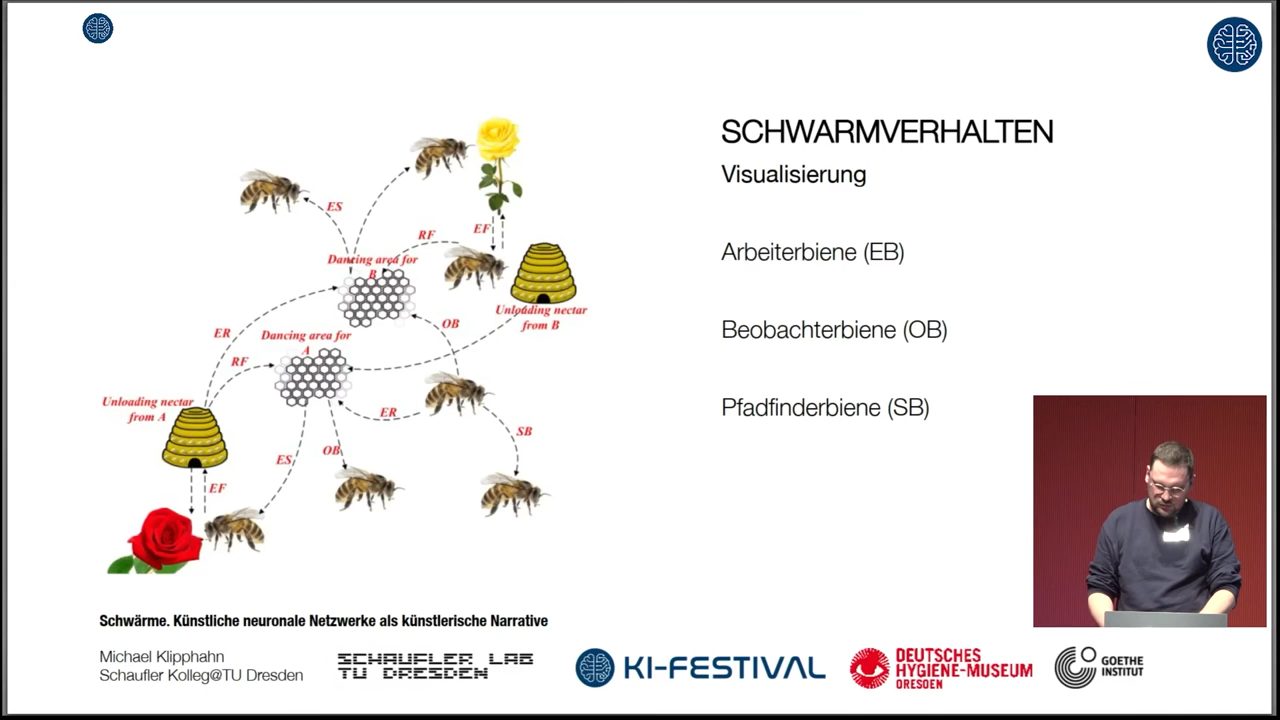 SCHWARMVERHALTEN
Visualisierung
Arbeiterbiene (EB)
Beobachterbiene (OB)
Pfadfinderbiene (SB)
ES
RF
EF
Dancing area for
B
Unloading nectar
from B
ER
OB
Dancing area for
A
RF
Unloading nectar
from A
ER
SB
ES
OB
EF
Schwärme. Künstliche neuronale Netzwerke als künstlerische Narrative
Michael Klipphahn
Schaufler Kolleg@TU Dresden
SCHAUFLER LAB
TU DRESDEN
KI-FESTIVAL
DEUTSCHES
HYGIENE-MUSEUM
DRESDEN
GOETHE
INSTITUT